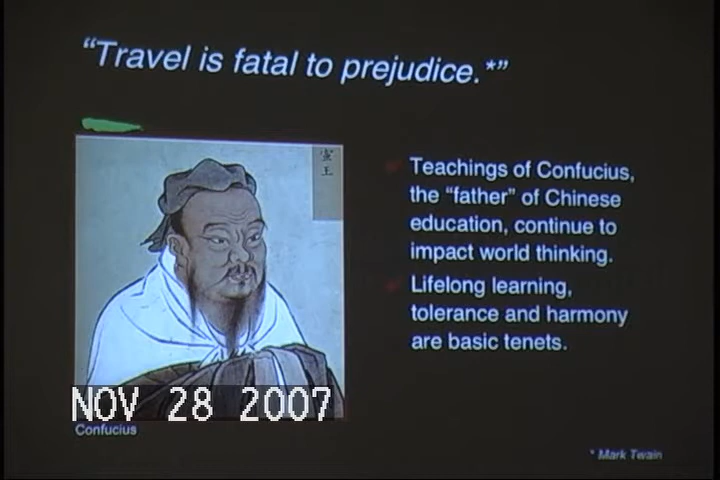 “Travel is fatal to prejudice.*”
Teachings of Confucius,
the “father” of Chinese
education, continue to
impact world thinking.
Lifelong learning,
tolerance and harmony
are basic tenets.
NOV 28 2007
Confucius
* Mark Twain